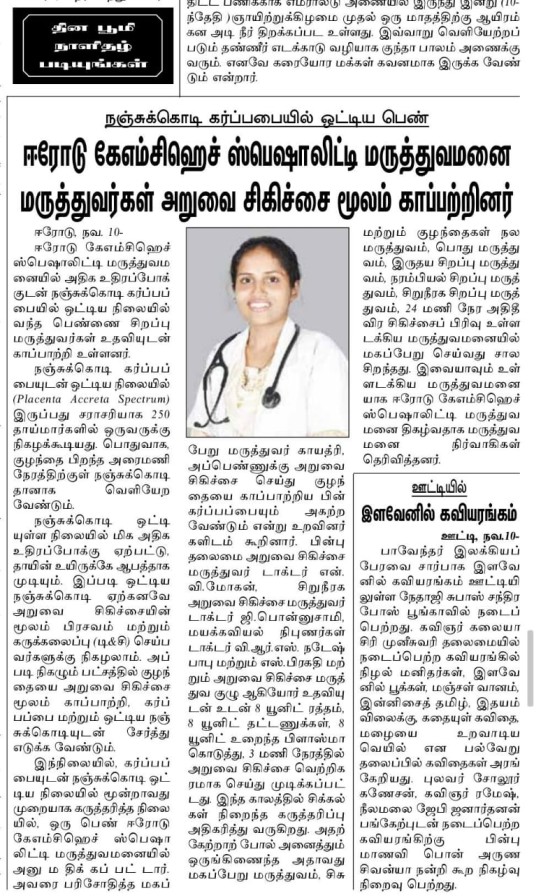 தின பூமி
நாளிதழ்
படியுங்கள்
திட்ட பணிக்காக எமரால்டு அணையில் இருந்து இன்று (10-
ந்தேதி )ஞாயிற்றுக்கிழமை முதல் ஒரு மாதத்திற்கு ஆயிரம்
கன அடி நீர் திறக்கப்பட உள்ளது. இவ்வாறு வெளியேற்றப்
படும் தண்ணீர் எடக்காடு வழியாக குந்தா பாலம் அணைக்கு
வரும். எனவே கரையோர மக்கள் கவனமாக இருக்க வேண்
டும் என்றார்.
நஞ்சுக்கொடி கர்ப்பபையில் ஒட்டிய பெண்
ஈரோடு கேஎம்சிஹெச் ஸ்பெஷாலிட்டி மருத்துவமனை
மருத்துவர்கள் அறுவை சிகிச்சை மூலம் காப்பற்றினர்
ஈரோடு, நவ. 10-
ஈரோடு கேஎம்சிஹெச்
ஸ்பெஷாலிட்டி மருத்துவம
னையில் அதிக உதிரப்போக்
குடன் நஞ்சுக்கொடி கர்ப்பப்
பையில் ஒட்டிய நிலையில்
வந்த பெண்ணை சிறப்பு
மருத்துவர்கள் உதவியுடன்
காப்பாற்றி உள்ளனர்.
நஞ்சுக்கொடி கர்ப்பப்
பையுடன் ஒட்டிய நிலையில்
(Placenta Accreta Spectrum)
இருப்பது சராசரியாக 250
தாய்மார்களில் ஒருவருக்கு
நிகழக்கூடியது. பொதுவாக,
குழந்தை பிறந்த அரைமணி
நேரத்திற்குள் நஞ்சுக்கொடி
தானாக வெளியேற
வேண்டும்.
நஞ்சுக்கொடி ஒட்டி
யுள்ள நிலையில் மிக அதிக
உதிரப்போக்கு ஏற்பட்டு,
தாயின் உயிருக்கே ஆபத்தாக
முடியும். இப்படி ஒட்டிய
நஞ்சுக்கொடி ஏற்கனவே
அறுவை சிகிச்சையின்
மூலம் பிரசவம் மற்றும்
கருக்கலைப்பு (டி&சி) செய்ப
வர்களுக்கு நிகழலாம். அப்
படி நிகழும் பட்சத்தில் குழந்
தையை அறுவை சிகிச்சை
மூலம் காப்பாற்றி, கர்ப்
பப்பை மற்றும் ஒட்டிய நஞ்
சுக்கொடியுடன் சேர்த்து
எடுக்க வேண்டும்.
இந்நிலையில், கர்ப்பப்
பையுடன் நஞ்சுக்கொடி ஒட்
டிய நிலையில் மூன்றாவது
முறையாக கருத்தரித்த நிலை
யில், ஒரு பெண் ஈரோடு
கேஎம்சிஹெச் ஸ்பெஷா
லிட்டி மருத்துவமனையில்
அனு ம திக் கப் பட் டார்.
அவரை பரிசோதித்த மகப்
பேறு மருத்துவர் காயத்ரி,
அப்பெண்ணுக்கு அறுவை
சிகிச்சை செய்து குழந்
தையை காப்பாற்றிய பின்
கர்ப்பப்பையும் அகற்ற
வேண்டும் என்று உறவினர்
களிடம் கூறினார். பின்பு
தலைமை அறுவை சிகிச்சை
மருத்துவர் டாக்டர் என்.
வி.மோகன், சிறுநீரக
அறுவை சிகிச்சை மருத்துவர்
டாக்டர் ஜி.பொன்னுசாமி,
மயக்கவியல் நிபுணர்கள்
டாக்டர் வி.ஆர்.எஸ். நடேஷ்
பாபு மற்றும் எஸ்.பிரகதி மற்
றும் அறுவை சிகிச்சை மருத்
துவ குழு ஆகியோர் உதவியு
டன் உடன் 8 யூனிட் ரத்தம்,
8 யூனிட் தட்டணுக்கள், 8
யூனிட் உறைந்த பிளாஸ்மா
கொடுத்து, 3 மணி நேரத்தில்
அறுவை சிகிச்சை வெற்றிக
ரமாக செய்து முடிக்கப்பட்
டது. இந்த காலத்தில் சிக்கல்
கள் நிறைந்த கருத்தரிப்பு
அதிகரித்து வருகிறது. அதற்
கேற்றாற் போல் அனைத்தும்
ஒருங்கிணைந்த அதாவது
மகப்பேறு மருத்துவம், சிசு
மற்றும் குழந்தைகள் நல
மருத்துவம், பொது மருத்து
வம், இருதய சிறப்பு மருத்து
வம், நரம்பியல் சிறப்பு மருத்
துவம், சிறுநீரக சிறப்பு மருத்
துவம், 24 மணி நேர அதிதீ
விர சிகிச்சைப் பிரிவு உள்ள
டக்கிய மருத்துவமனையில்
மகப்பேறு செய்வது சால
சிறந்தது. இவையாவும் உள்
ளடக்கிய மருத்துவமனை
யாக ஈரோடு கேஎம்சிஹெச்
ஸ்பெஷாலிட்டி மருத்துவ
மனை திகழ்வதாக மருத்துவ
மனை நிர்வாகிகள்
தெரிவித்தனர்.
ஊட்டியில்
இளவேனில் கவியரங்கம்
ஊட்டி, நவ.10-
பாவேந்தர் இலக்கியப்
பேரவை சார்பாக இளவே
னில் கவியரங்கம் ஊட்டியி
லுள்ள நேதாஜி சுபாஸ் சந்திர
போஸ் பூங்காவில் நடைப்
பெற்றது. கவிஞர் கலையா
சிரி முனீசுவரி தலைமையில்
நடைப்பெற்ற கவியரங்கில்
நிழல் மனிதர்கள், இளவே
னில் பூக்கள், மஞ்சள் வானம்,
இன்னிசைத் தமிழ், இதயம்
விலைக்கு, கதையுள் கவிதை,
மழையை உறவாடிய
வெயில் என பல்வேறு
தலைப்பில் கவிதைகள் அரங்
கேறியது. புலவர் சோலூர்
கணேசன், கவிஞர் ரமேஷ்,
நீலமலை ஜேபி ஜனார்தனன்
பங்கேற்புடன் நடைப்பெற்ற
கவியரங்கிற்கு பின்பு
மாணவி பொன் அருண
சிவன்யா நன்றி கூற நிகழ்வு
நிறைவு பெற்றது.